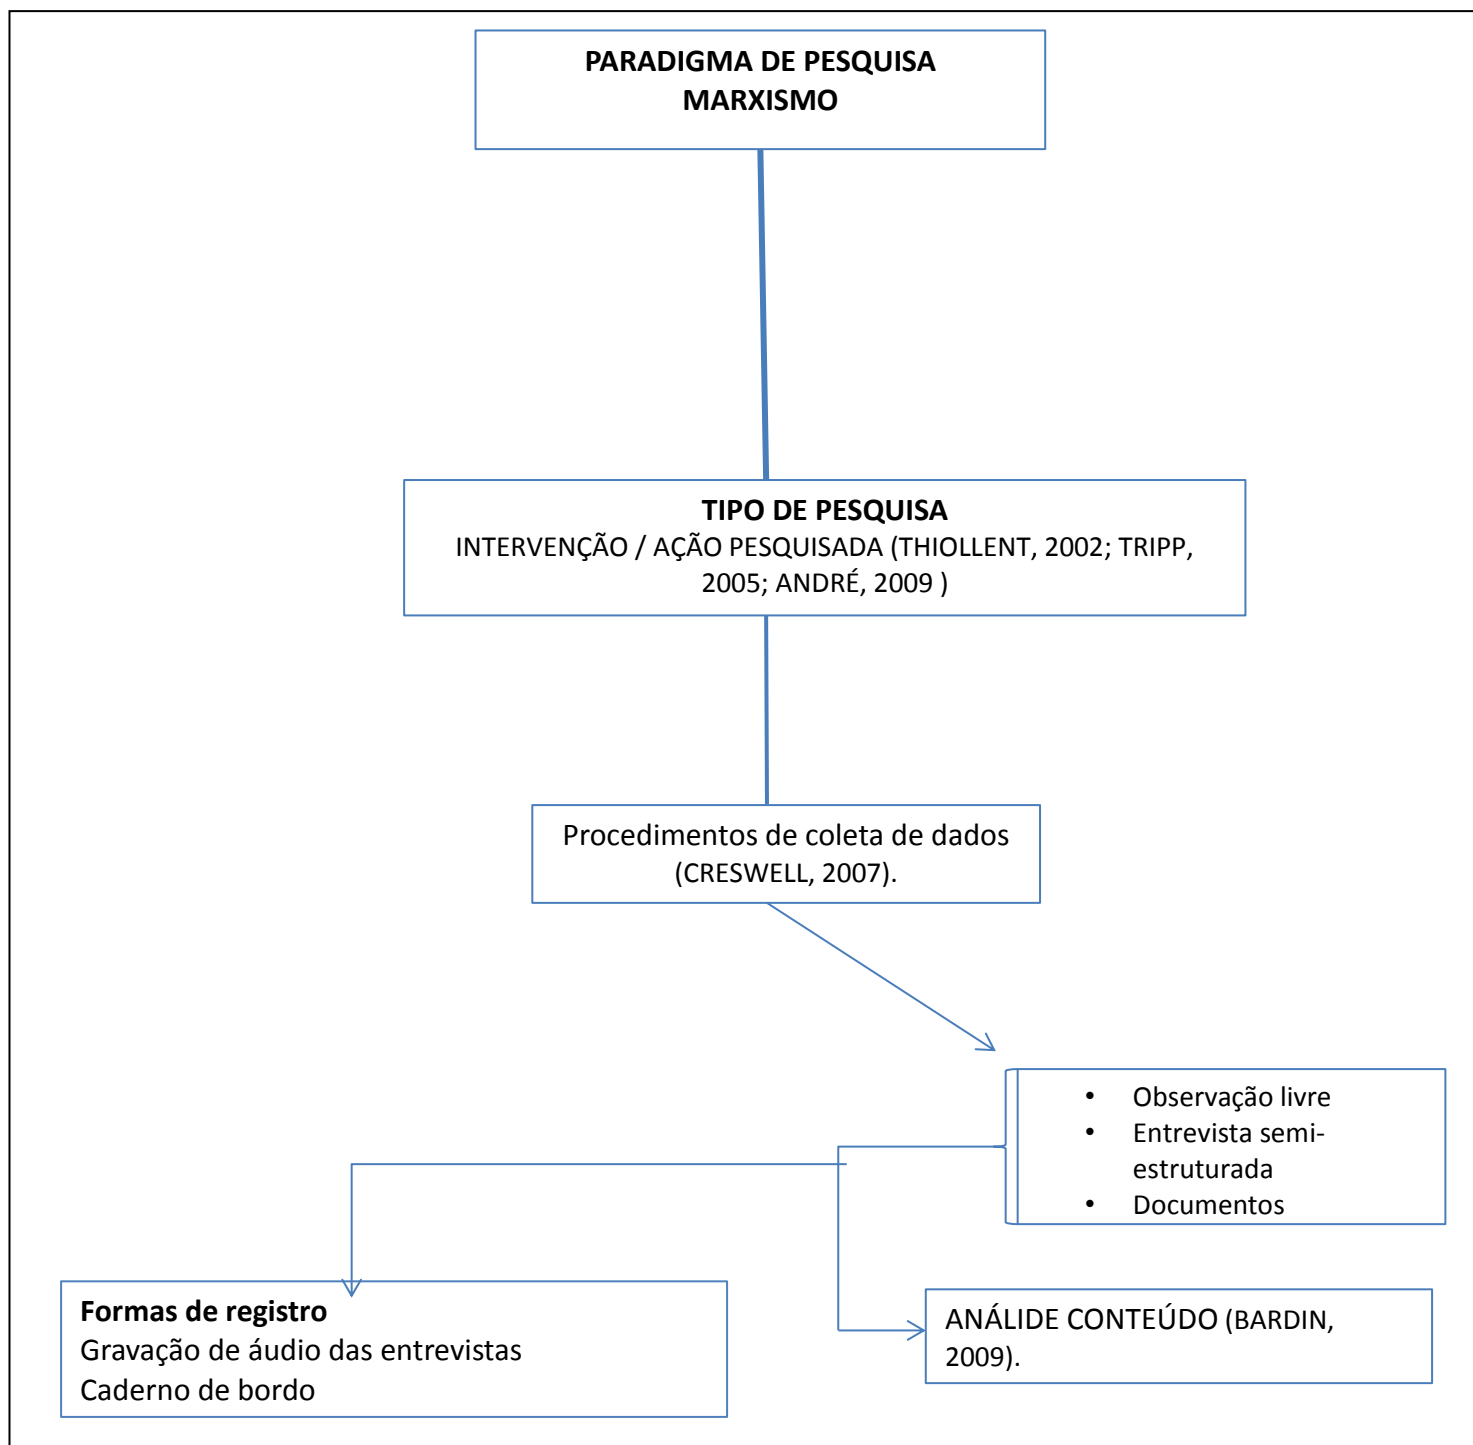 PARADIGMA DE PESQUISA
MARXISMO
TIPO DE PESQUISA
INTERVENÇÃO / AÇÃO PESQUISADA (THIOLLENT, 2002; TRIPP,
2005; ANDRÉ, 2009 )
Procedimentos de coleta de dados
(CRESWELL, 2007).
• Observação livre
• Entrevista semi-
estruturada
• Documentos
Formas de registro
Gravação de áudio das entrevistas
Caderno de bordo
ANÁLIDE CONTEÚDO (BARDIN,
2009).